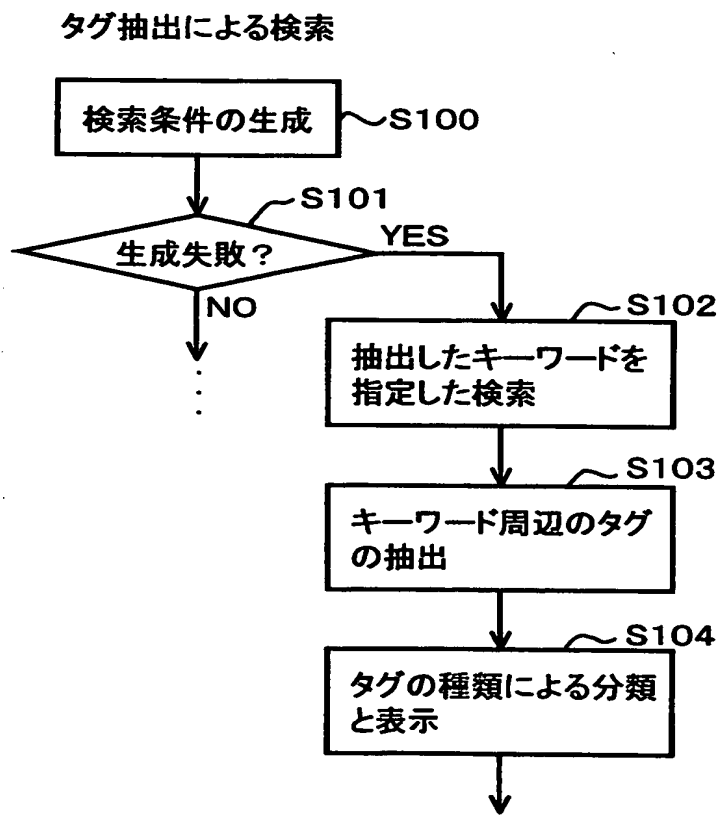 タグ抽出による検索
検索条件の生成
S100
S101
生成失敗？
YES
NO
S102
抽出したキーワードを
指定した検索
S103
キーワード周辺のタグ
の抽出
S104
タグの種類による分類
と表示